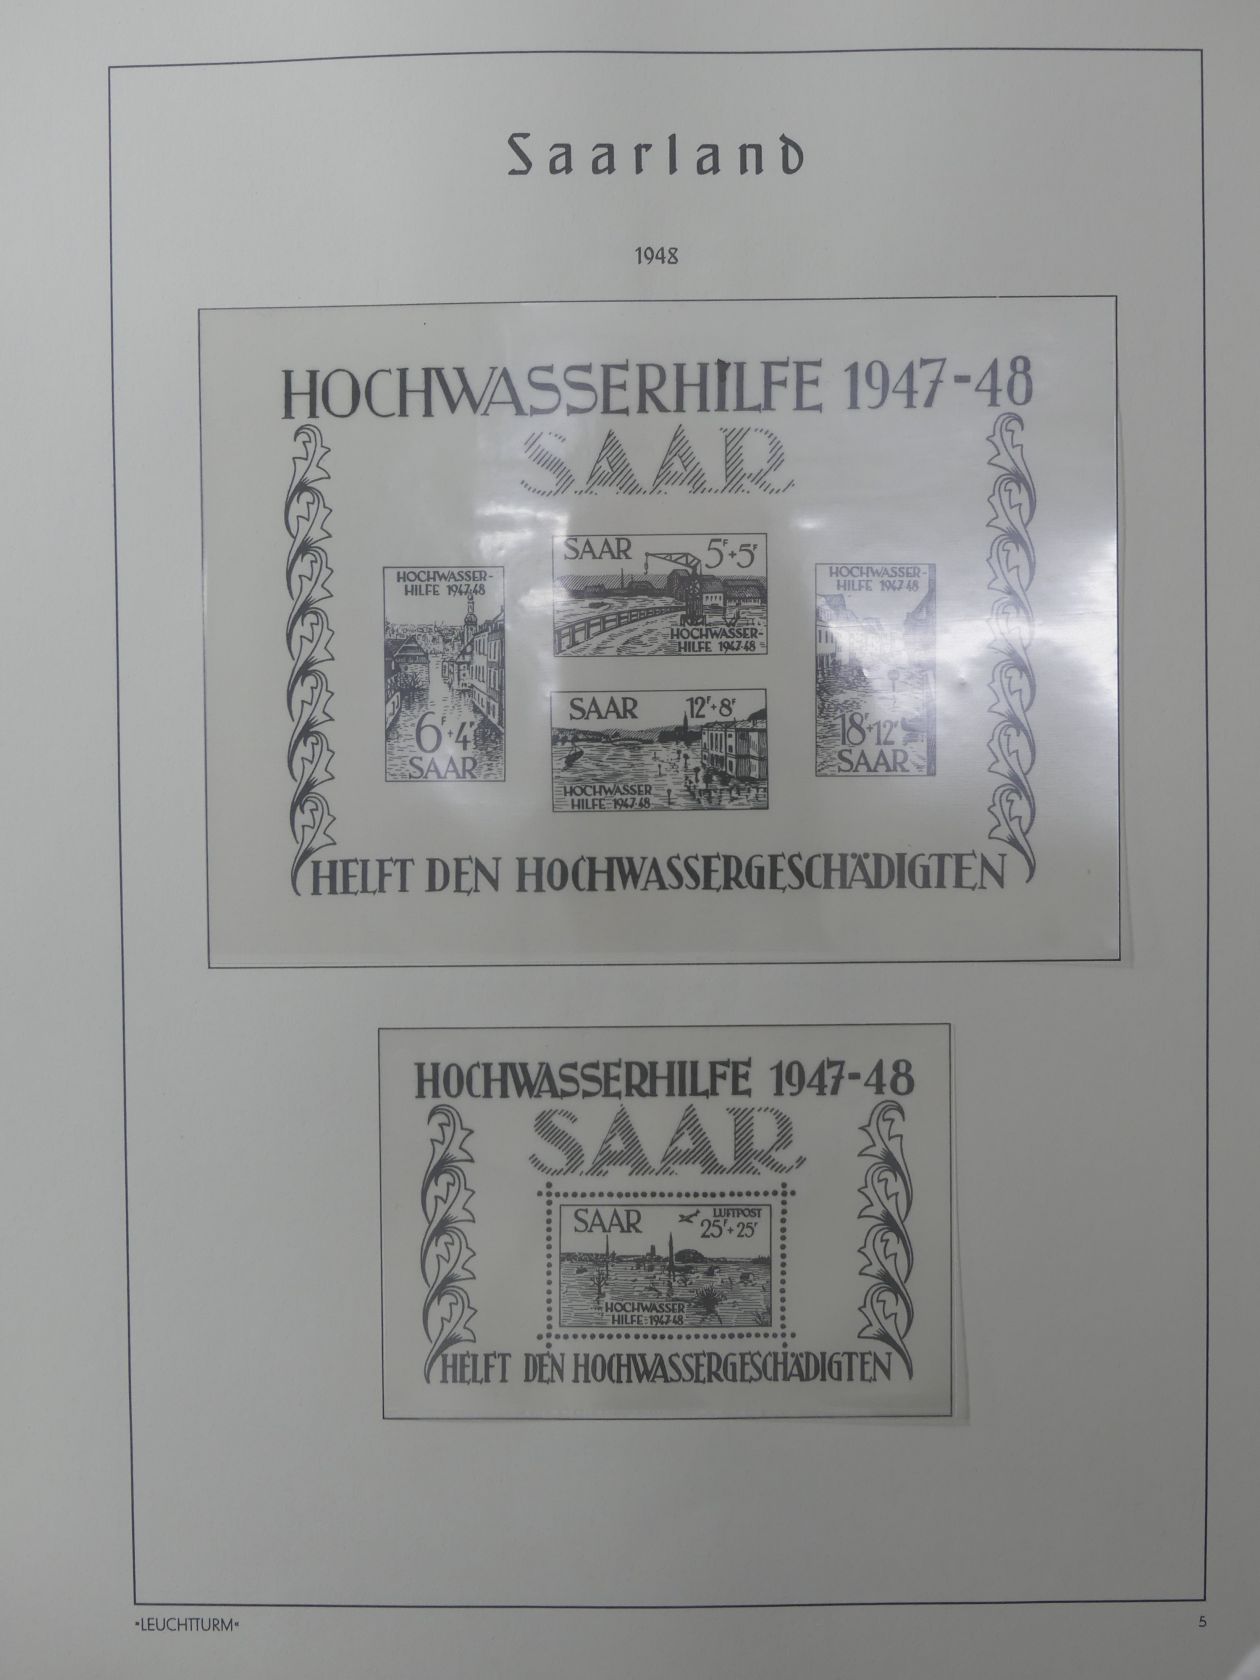 Saarland
1948
HOCHWASSERHILFE 1947-48
SAAR
HOCHWASSER-
HILFE 1947-48
6F+4F
SAAR
SAAR 5F+5F
HOCHWASSER-
HILFE 1947-48
SAAR 12F+8F
HOCHWASSER
HILFE-1947-48
HOCHWASSER-
HILFE 1947-48
18F+12F
SAAR
HELFT DEN HOCHWASSERGESCHÄDIGTEN
HOCHWASSERHILFE 1947-48
SAAR
SAAR LUFTPOST
25F+25F
HOCHWASSER
HILFE-1947-48
HELFT DEN HOCHWASSERGESCHÄDIGTEN
»LEUCHTTURM« 5